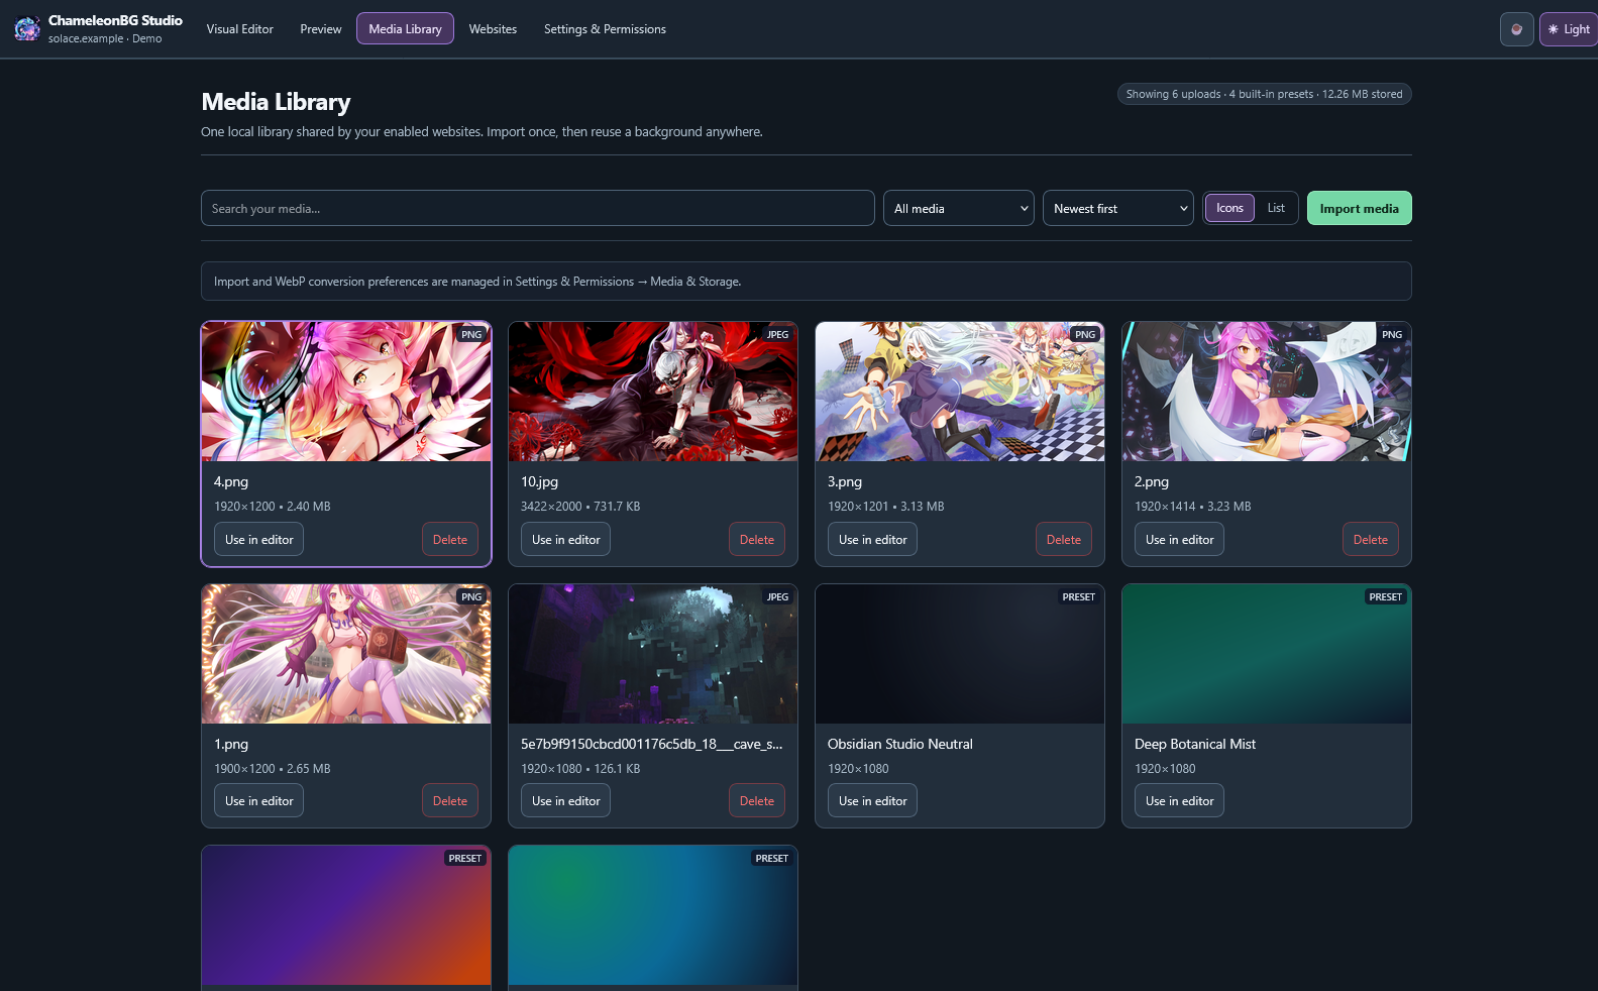 ChameleonBG Studio
solace.example · Demo
Visual Editor
Preview
Media Library
Websites
Settings & Permissions
☀ Light
Media Library
Showing 6 uploads · 4 built-in presets · 12.26 MB stored
One local library shared by your enabled websites. Import once, then reuse a background anywhere.
Search your media...
All media
Newest first
Icons
List
Import media
Import and WebP conversion preferences are managed in Settings & Permissions → Media & Storage.
PNG
4.png
1920×1200 • 2.40 MB
Use in editor
Delete
JPEG
10.jpg
3422×2000 • 731.7 KB
Use in editor
Delete
PNG
3.png
1920×1201 • 3.13 MB
Use in editor
Delete
PNG
2.png
1920×1414 • 3.23 MB
Use in editor
Delete
PNG
1.png
1900×1200 • 2.65 MB
Use in editor
Delete
JPEG
5e7b9f9150cbcd001176c5db_18___cave_s...
1920×1080 • 126.1 KB
Use in editor
Delete
PRESET
Obsidian Studio Neutral
1920×1080
Use in editor
PRESET
Deep Botanical Mist
1920×1080
Use in editor
PRESET
PRESET